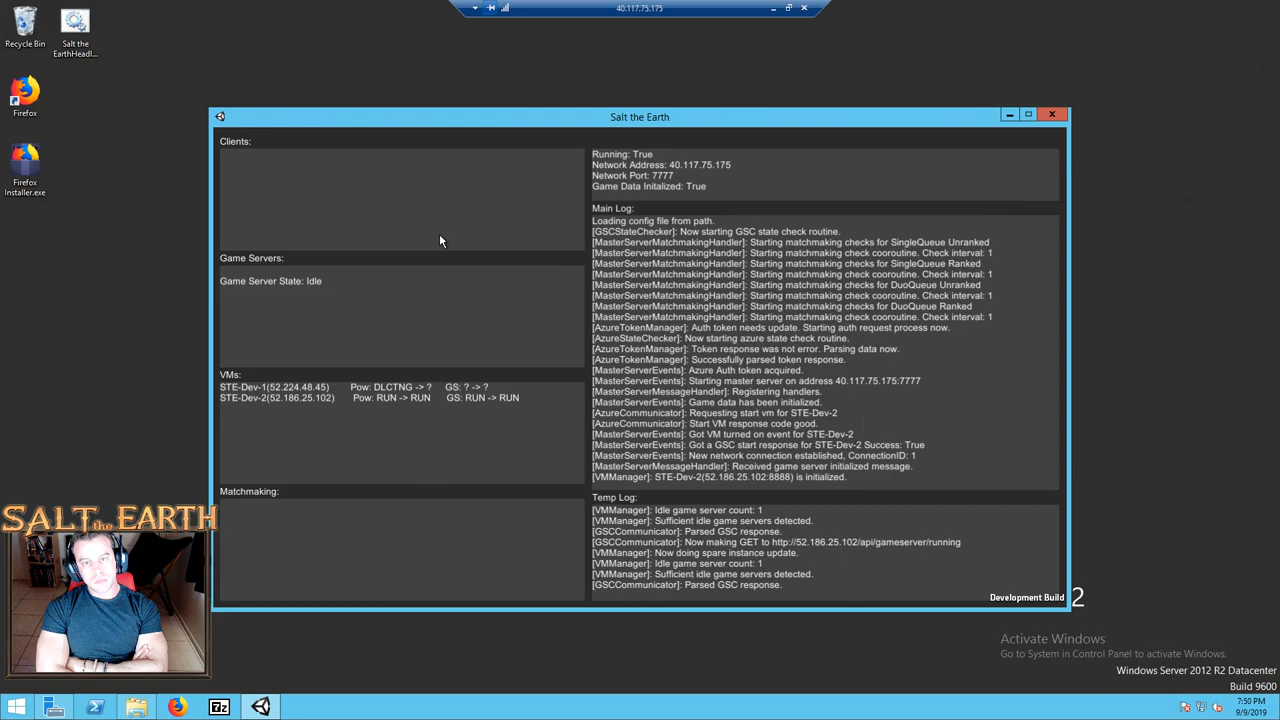 40.117.75.175
Recycle Bin
Salt the
EarthHeadl...
Firefox
Firefox
Installer.exe
Salt the Earth
Clients:
Game Servers:
Game Server State: Idle
VMs:
STE-Dev-1(52.224.48.45) Pow: DLCTNG -> ? GS: ? -> ?
STE-Dev-2(52.186.25.102) Pow: RUN -> RUN GS: RUN -> RUN
Matchmaking:
Running: True
Network Address: 40.117.75.175
Network Port: 7777
Game Data Initalized: True
Main Log:
Loading config file from path.
[GSCStateChecker]: Now starting GSC state check routine.
[MasterServerMatchmakingHandler]: Starting matchmaking checks for SingleQueue Unranked
[MasterServerMatchmakingHandler]: Starting matchmaking check cooroutine. Check interval: 1
[MasterServerMatchmakingHandler]: Starting matchmaking checks for SingleQueue Ranked
[MasterServerMatchmakingHandler]: Starting matchmaking check cooroutine. Check interval: 1
[MasterServerMatchmakingHandler]: Starting matchmaking checks for DuoQueue Unranked
[MasterServerMatchmakingHandler]: Starting matchmaking check cooroutine. Check interval: 1
[MasterServerMatchmakingHandler]: Starting matchmaking checks for DuoQueue Ranked
[MasterServerMatchmakingHandler]: Starting matchmaking check cooroutine. Check interval: 1
[AzureTokenManager]: Auth token needs update. Starting auth request process now.
[AzureStateChecker]: Now starting azure state check routine.
[AzureTokenManager]: Token response was not error. Parsing data now.
[AzureTokenManager]: Successfully parsed token response.
[MasterServerEvents]: Azure Auth token acquired.
[MasterServerEvents]: Starting master server on address 40.117.75.175:7777
[MasterServerMessageHandler]: Registering handlers.
[MasterServerEvents]: Game data has been initialized.
[AzureCommunicator]: Requesting start vm for STE-Dev-2
[AzureCommunicator]: Start VM response code good.
[MasterServerEvents]: Got VM turned on event for STE-Dev-2
[MasterServerEvents]: Got a GSC start response for STE-Dev-2 Success: True
[MasterServerEvents]: New network connection established, ConnectionID: 1
[MasterServerMessageHandler]: Received game server initialized message.
[VMManager]: STE-Dev-2(52.186.25.102:8888) is initialized.
Temp Log:
[VMManager]: Idle game server count: 1
[VMManager]: Sufficient idle game servers detected.
[GSCCommunicator]: Parsed GSC response.
[GSCCommunicator]: Now making GET to http://52.186.25.102/api/gameserver/running
[VMManager]: Now doing spare instance update.
[VMManager]: Idle game server count: 1
[VMManager]: Sufficient idle game servers detected.
[GSCCommunicator]: Parsed GSC response.
Development Build
2
SALT the EARTH
Activate Windows
Go to System in Control Panel to activate Windows.
Windows Server 2012 R2 Datacenter
Build 9600
7z
7:50 PM
9/9/2019